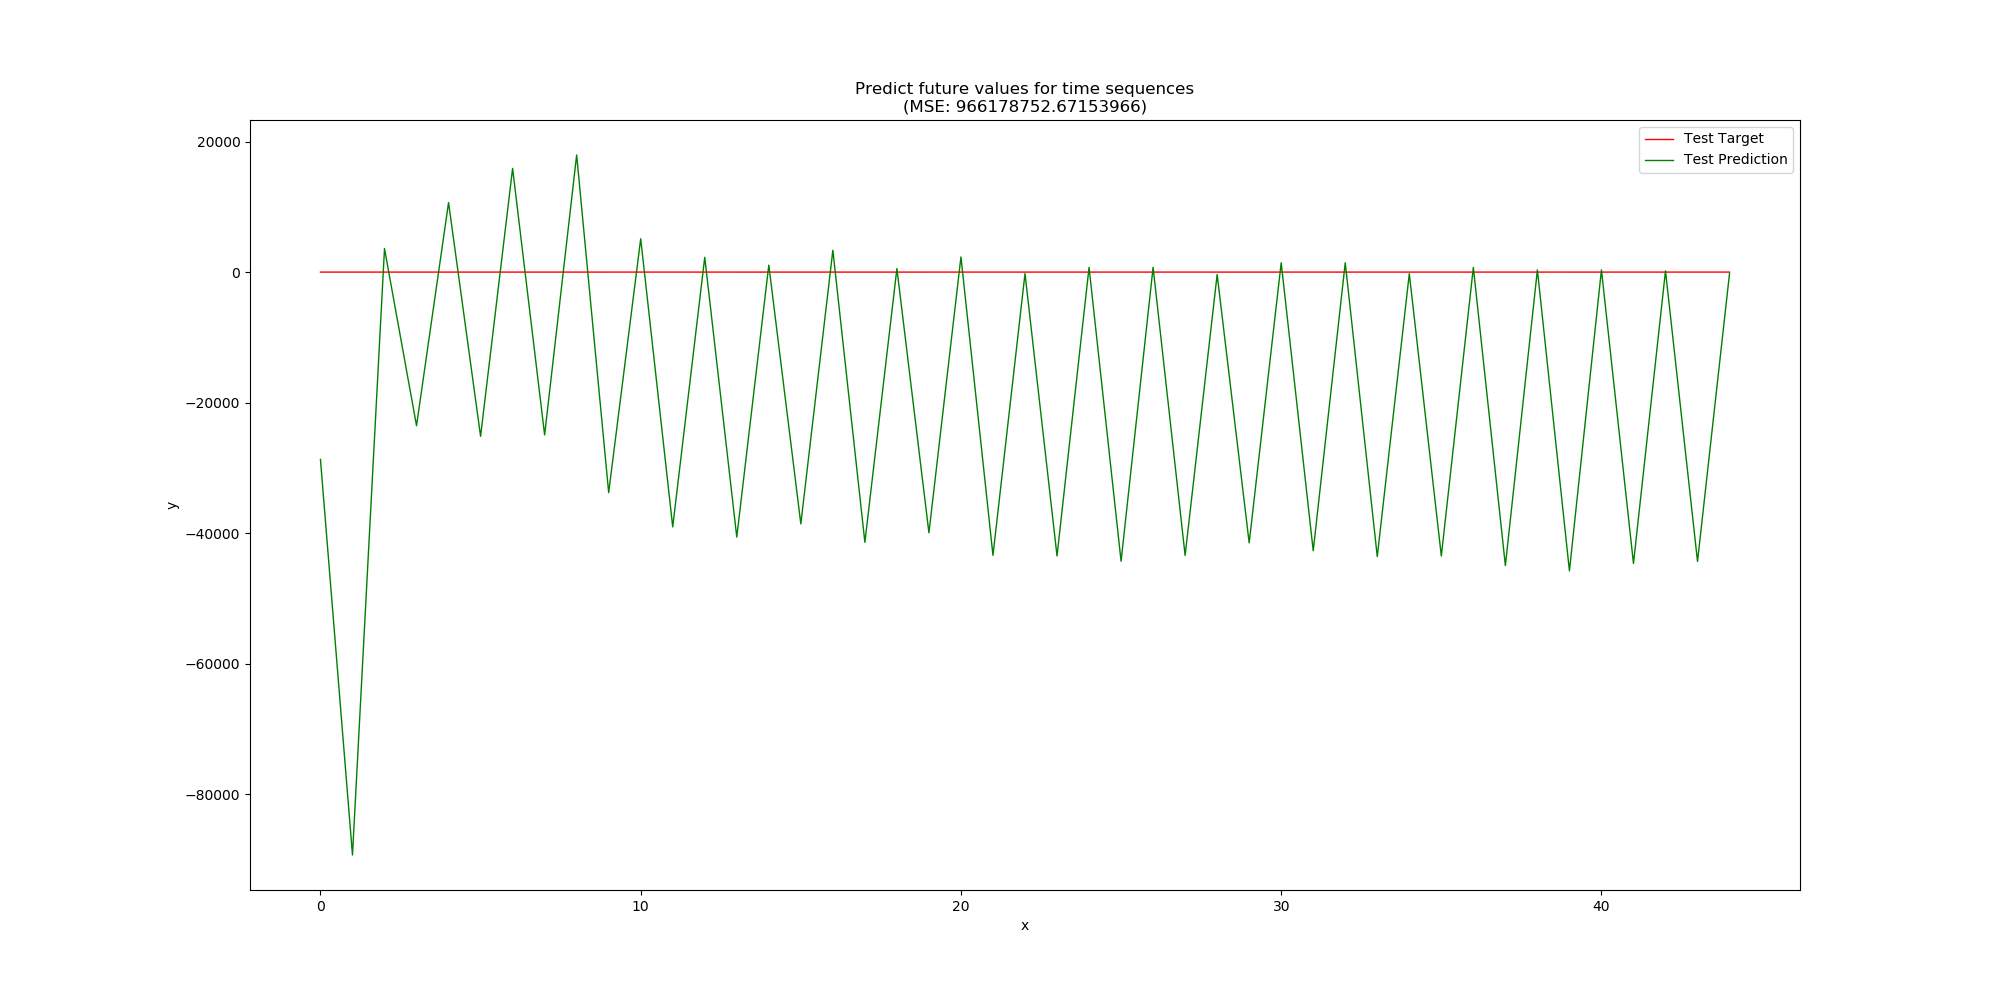 Predict future values for time sequences
(MSE: 966178752.67153966)
Test Target
Test Prediction
20000
0
−20000
−40000
−60000
−80000
y
0
10
20
30
40
x